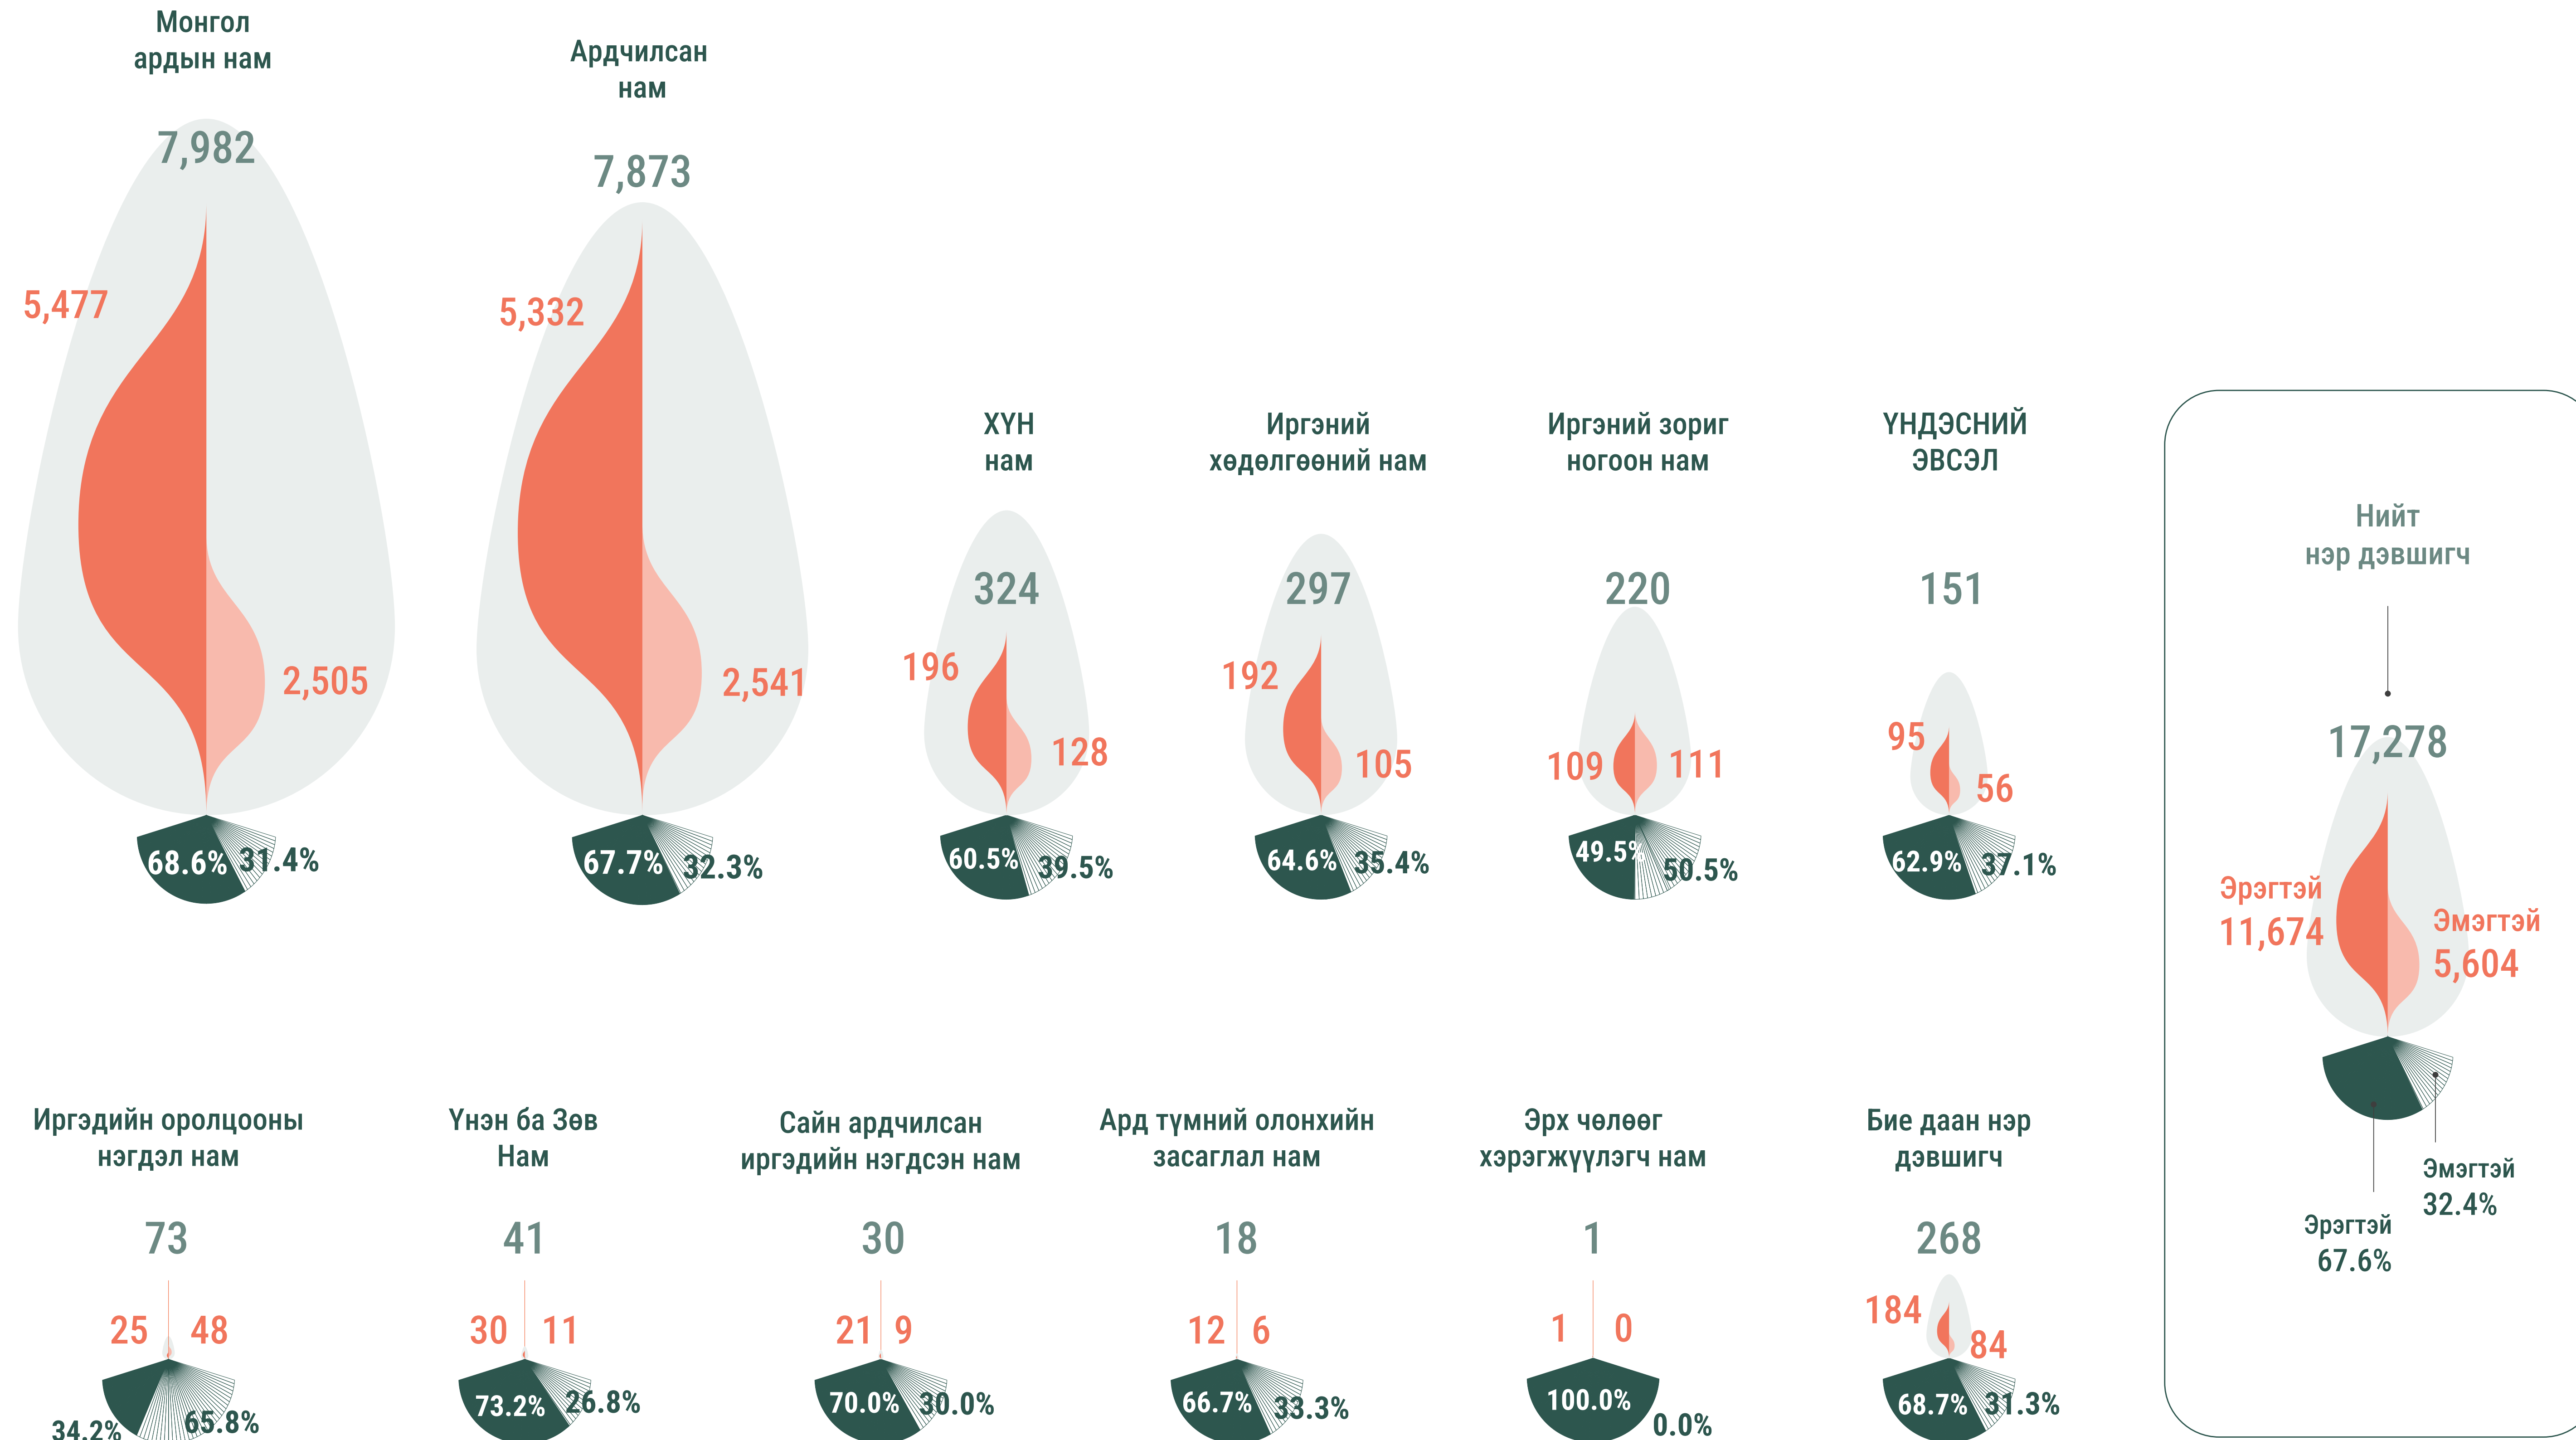 Монгол
ардын нам
7,982
5,477
2,505
68.6%
31.4%
Ардчилсан
нам
7,873
5,332
2,541
67.7%
32.3%
ХҮН
нам
324
196
128
60.5%
39.5%
Иргэний
хөдөлгөөний нам
297
192
105
64.6%
35.4%
Иргэний зориг
ногоон нам
220
109
111
49.5%
50.5%
ҮНДЭСНИЙ
ЭВСЭЛ
151
95
56
62.9%
37.1%
Иргэдийн оролцооны
нэгдэл нам
73
25
48
34.2%
65.8%
Үнэн ба Зөв
Нам
41
30
11
73.2%
26.8%
Сайн ардчилсан
иргэдийн нэгдсэн нам
30
21
9
70.0%
30.0%
Ард түмний олонхийн
засаглал нам
18
12
6
66.7%
33.3%
Эрх чөлөөг
хэрэгжүүлэгч нам
1
1
0
100.0%
0.0%
Бие даан нэр
дэвшигч
268
184
84
68.7%
31.3%
Нийт
нэр дэвшигч
17,278
Эрэгтэй
11,674
Эмэгтэй
5,604
Эмэгтэй
32.4%
Эрэгтэй
67.6%